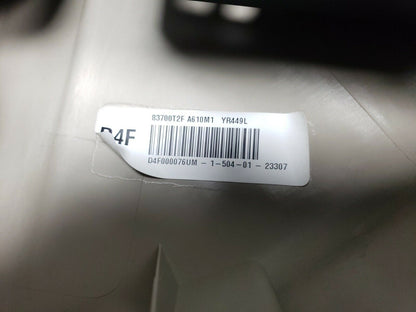 83700T2F A610M1 YR449L
D4F
D4F000076UM - 1-504-01 - 23307